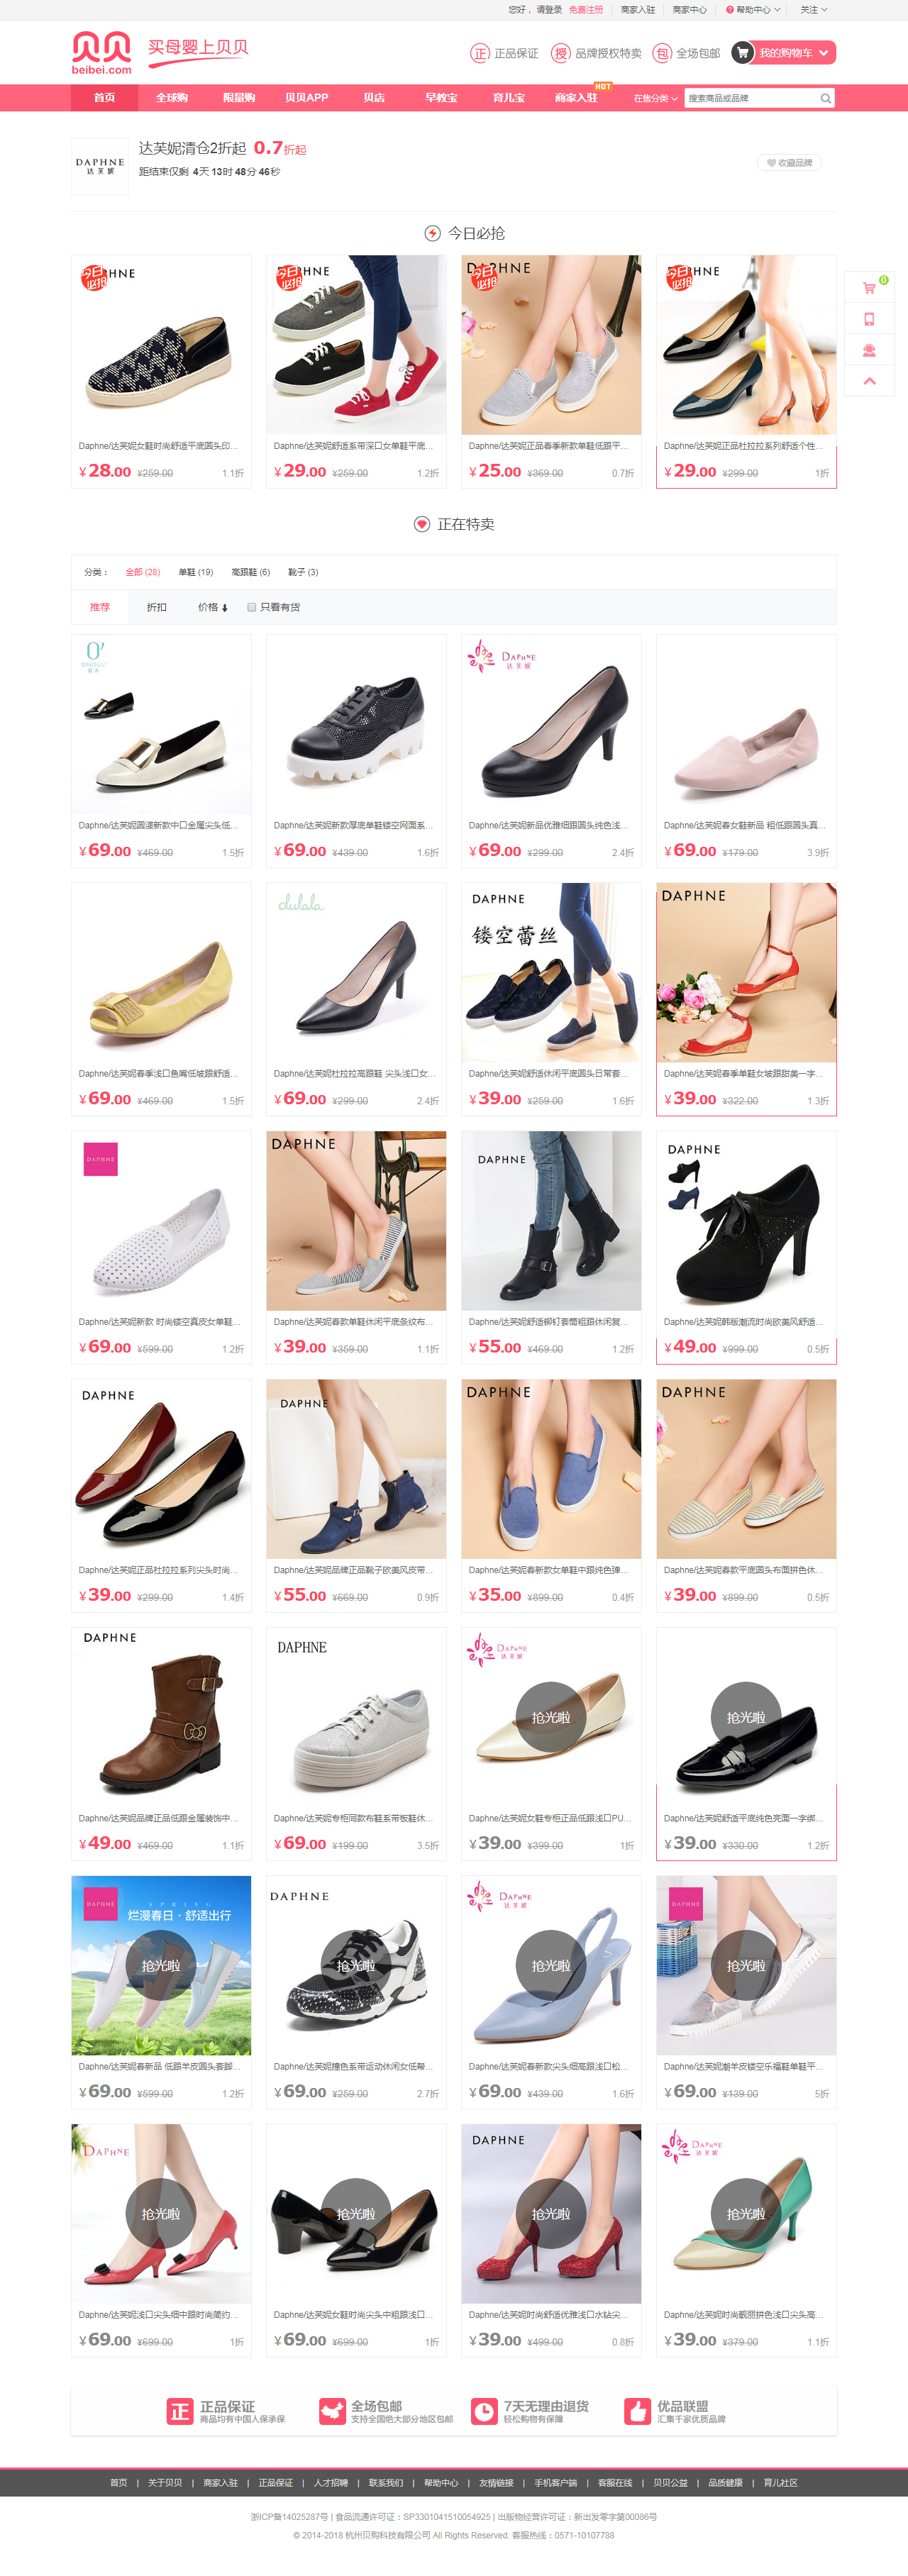 您好， 请登录 免费注册 商家入驻 商家中心 帮助中心 关注
贝贝
beibei.com
买母婴上贝贝
正 正品保证 授 品牌授权特卖 包 全场包邮 我的购物车
HOT
首页 全球购 限量购 贝贝APP 贝店 早教宝 育儿宝 商家入驻 在售分类 搜索商品或品牌
DAPHNE
达芙妮
达芙妮清仓2折起 0.7折起
距结束仅剩 4天 13时 48分 46秒
收藏品牌
今日必抢
0
Daphne/达芙妮女鞋时尚舒适平底圆头印...
¥28.00 ¥259.00 1.1折
Daphne/达芙妮舒适系带深口女单鞋平底...
¥29.00 ¥259.00 1.2折
Daphne/达芙妮正品春季新款单鞋低跟平...
¥25.00 ¥369.00 0.7折
Daphne/达芙妮正品杜拉拉系列舒适个性...
¥29.00 ¥299.00 1折
正在特卖
分类： 全部 (28) 单鞋 (19) 高跟鞋 (6) 靴子 (3)
推荐 折扣 价格 只看有货
Daphne/达芙妮圆漾新款中口金属尖头低...
¥69.00 ¥469.00 1.5折
Daphne/达芙妮新款厚底单鞋镂空网面系...
¥69.00 ¥439.00 1.6折
DAPHNE
达芙妮
Daphne/达芙妮新品优雅细跟圆头纯色浅...
¥69.00 ¥299.00 2.4折
Daphne/达芙妮春女鞋新品 粗低跟圆头真...
¥69.00 ¥179.00 3.9折
Daphne/达芙妮春季浅口鱼嘴低坡跟舒适...
¥69.00 ¥469.00 1.5折
dulala
Daphne/达芙妮杜拉拉高跟鞋 尖头浅口女...
¥69.00 ¥299.00 2.4折
DAPHNE
镂空蕾丝
Daphne/达芙妮舒适休闲平底圆头日常套...
¥39.00 ¥259.00 1.6折
DAPHNE
Daphne/达芙妮春季单鞋女坡跟甜美一字...
¥39.00 ¥322.00 1.3折
DAPHNE
Daphne/达芙妮新款 时尚镂空真皮女单鞋...
¥69.00 ¥599.00 1.2折
DAPHNE
Daphne/达芙妮春款单鞋休闲平底条纹布...
¥39.00 ¥359.00 1.1折
DAPHNE
Daphne/达芙妮舒适铆钉套筒粗跟休闲复...
¥55.00 ¥469.00 1.2折
DAPHNE
Daphne/达芙妮韩版潮流时尚欧美风舒适...
¥49.00 ¥999.00 0.5折
DAPHNE
Daphne/达芙妮正品杜拉拉系列尖头时尚...
¥39.00 ¥299.00 1.4折
DAPHNE
Daphne/达芙妮品牌正品靴子欧美风皮带...
¥55.00 ¥669.00 0.9折
DAPHNE
Daphne/达芙妮春新款女单鞋中跟纯色弹...
¥35.00 ¥899.00 0.4折
DAPHNE
Daphne/达芙妮春款平底圆头布面拼色休...
¥39.00 ¥899.00 0.5折
DAPHNE
Daphne/达芙妮品牌正品低跟金属装饰中...
¥49.00 ¥469.00 1.1折
DAPHNE
Daphne/达芙妮专柜同款布鞋系带板鞋休...
¥69.00 ¥199.00 3.5折
DAPHNE
达芙妮
抢光啦
Daphne/达芙妮女鞋专柜正品低跟浅口PU...
¥39.00 ¥399.00 1折
抢光啦
Daphne/达芙妮舒适平底纯色亮面一字绑...
¥39.00 ¥330.00 1.2折
DAPHNE
SPRING
烂漫春日·舒适出行
抢光啦
Daphne/达芙妮春新品 低跟羊皮圆头套脚...
¥69.00 ¥599.00 1.2折
DAPHNE
抢光啦
Daphne/达芙妮撞色系带运动休闲女低帮...
¥69.00 ¥259.00 2.7折
DAPHNE
达芙妮
抢光啦
Daphne/达芙妮春新款尖头细高跟浅口松...
¥69.00 ¥439.00 1.6折
DAPHNE
抢光啦
Daphne/达芙妮潮羊皮镂空乐福鞋单鞋平...
¥69.00 ¥139.00 5折
DAPHNE
抢光啦
Daphne/达芙妮浅口尖头细中跟时尚简约...
¥69.00 ¥699.00 1折
抢光啦
Daphne/达芙妮女鞋时尚尖头中粗跟浅口...
¥69.00 ¥699.00 1折
DAPHNE
抢光啦
Daphne/达芙妮时尚舒适优雅浅口水钻尖...
¥39.00 ¥499.00 0.8折
DAPHNE
达芙妮
抢光啦
Daphne/达芙妮时尚靓丽拼色浅口尖头高...
¥39.00 ¥379.00 1.1折
正 正品保证 全场包邮 7天无理由退货 优品联盟
商品均有中国人保承保 支持全国绝大部分地区包邮 轻松购物有保障 汇集千家优质品牌
首页 | 关于贝贝 | 商家入驻 | 正品保证 | 人才招聘 | 联系我们 | 帮助中心 | 友情链接 | 手机客户端 | 客服在线 | 贝贝公益 | 品质健康 | 育儿社区
浙ICP备14025287号 | 食品流通许可证：SP3301041510054925 | 出版物经营许可证：新出发零字第00086号
© 2014-2018 杭州贝购科技有限公司 All Rights Reserved. 客服热线：0571-10107788